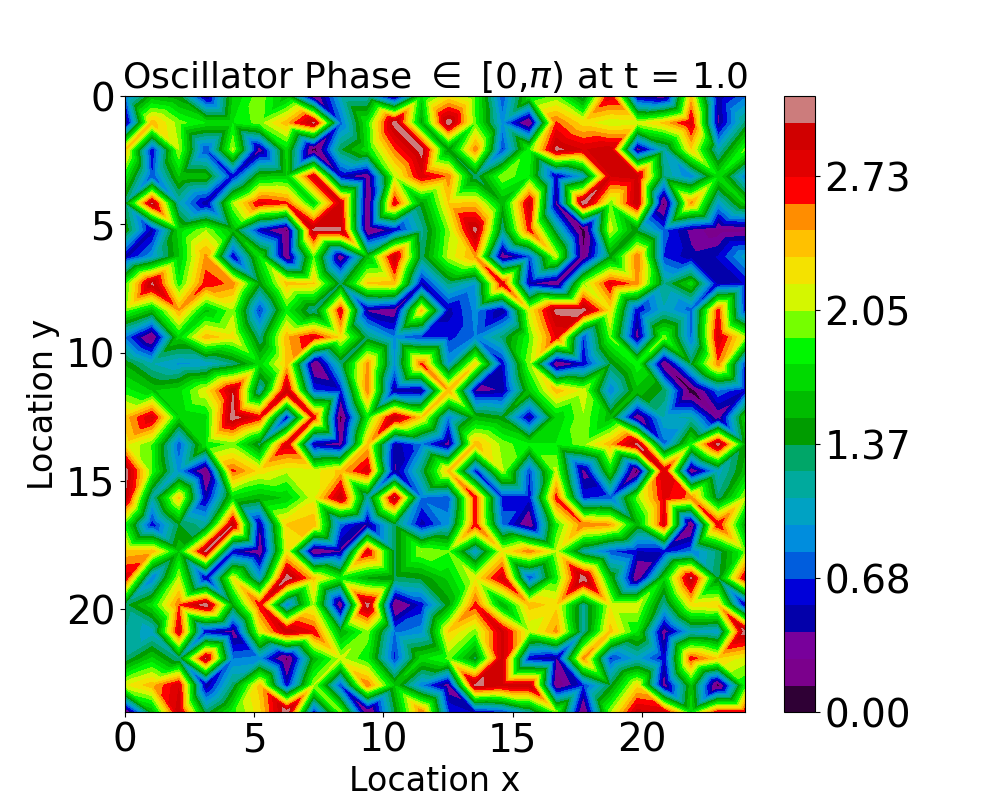 Oscillator Phase ∈ [0,π) at t = 1.0
0
5
10
15
20
Location y
0 5 10 15 20
Location x
2.73
2.05
1.37
0.68
0.00